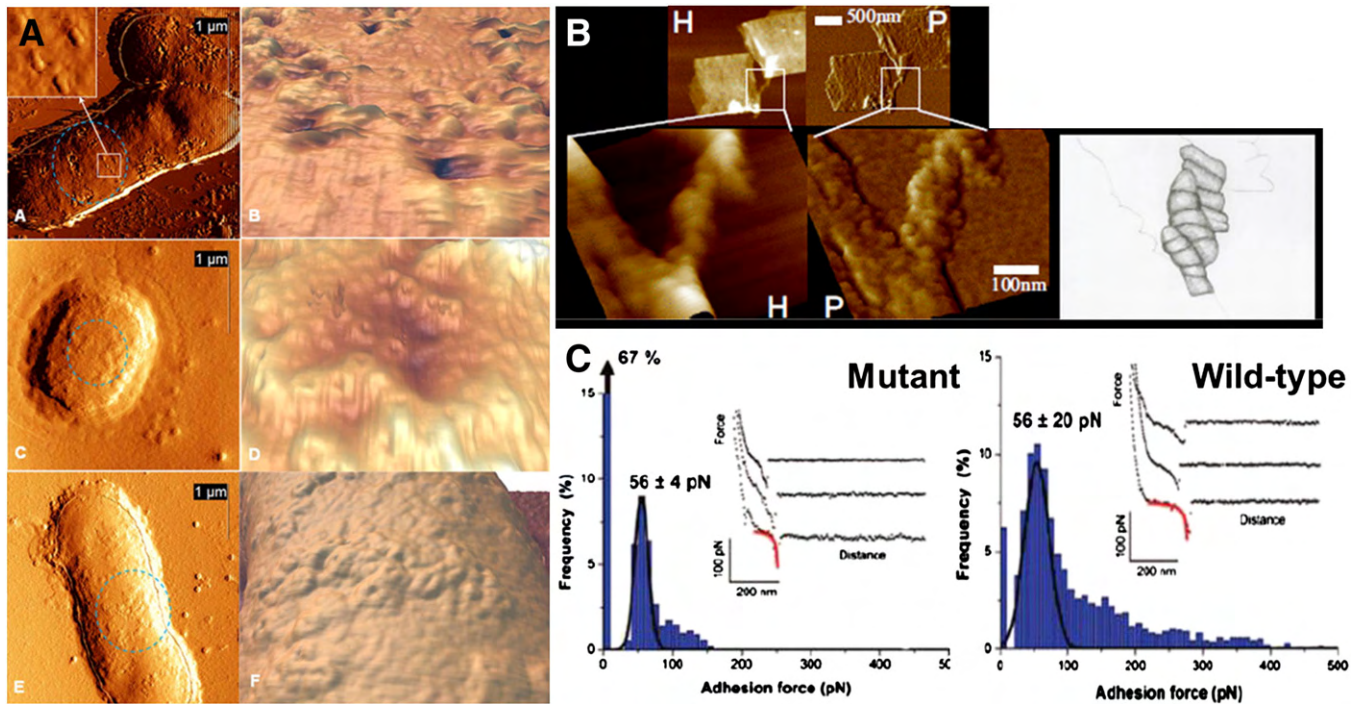 A
1 µm
A
B
1 µm
C
D
1 µm
E
F
B
H
500nm
P
H
P
100nm
C
67 %
Mutant
56 ± 4 pN
Frequency (%)
15
10
5
0
0
100
200
300
400
Adhesion force (pN)
Force
100 pN
200 nm
Distance
Wild-type
56 ± 20 pN
Frequency (%)
15
10
5
0
0
100
200
300
400
500
Adhesion force (pN)
Force
100 pN
200 nm
Distance